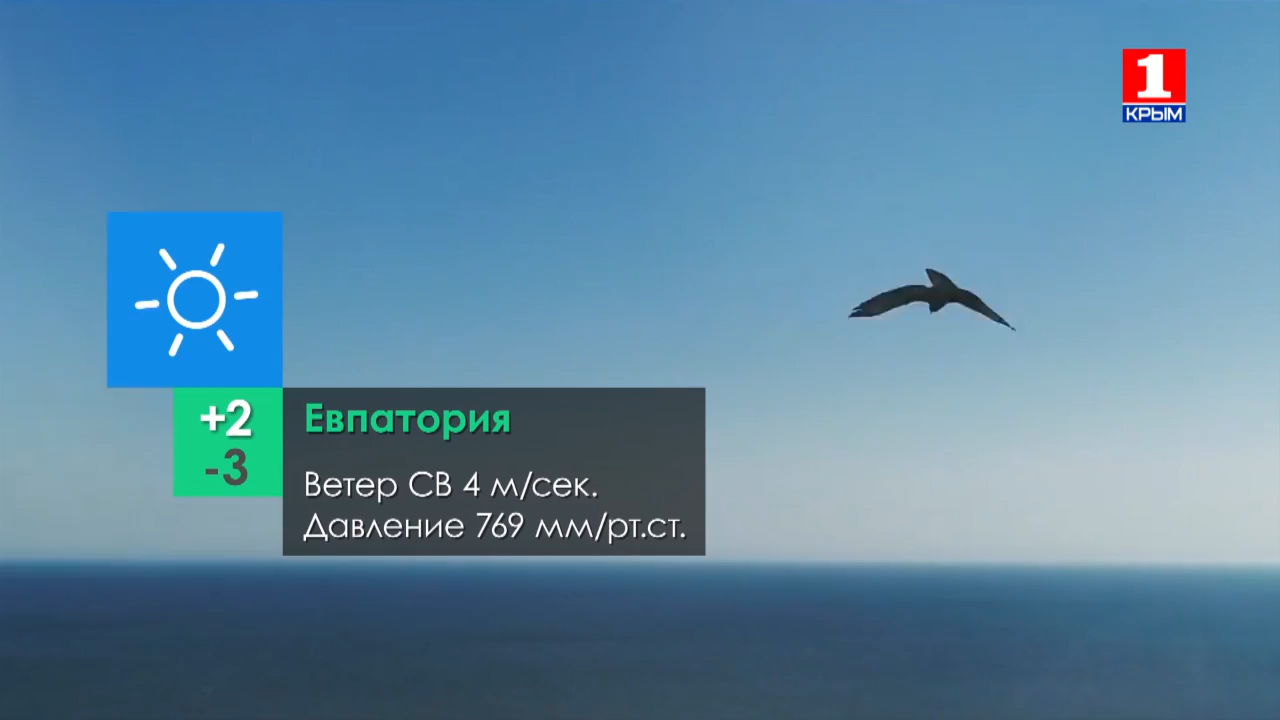 1
КРЫМ
+2
-3
Евпатория
Ветер СВ 4 м/сек.
Давление 769 мм/рт.ст.